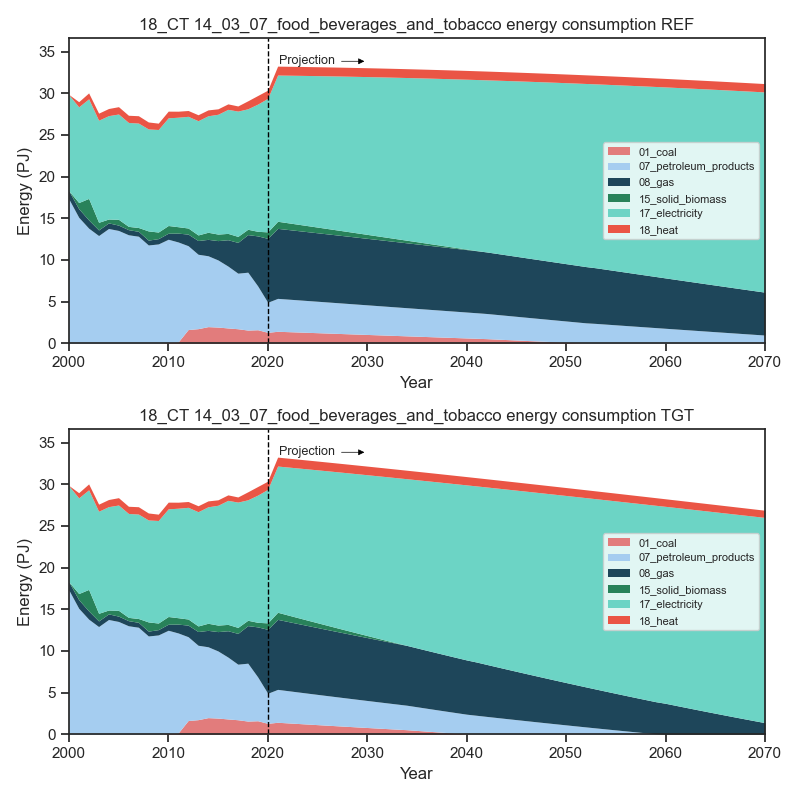 18_CT 14_03_07_food_beverages_and_tobacco energy consumption REF
35
30
25
20
15
10
5
0
Energy (PJ)
Projection
01_coal
07_petroleum_products
08_gas
15_solid_biomass
17_electricity
18_heat
2000 2010 2020 2030 2040 2050 2060 2070
Year
18_CT 14_03_07_food_beverages_and_tobacco energy consumption TGT
35
30
25
20
15
10
5
0
Energy (PJ)
Projection
01_coal
07_petroleum_products
08_gas
15_solid_biomass
17_electricity
18_heat
2000 2010 2020 2030 2040 2050 2060 2070
Year